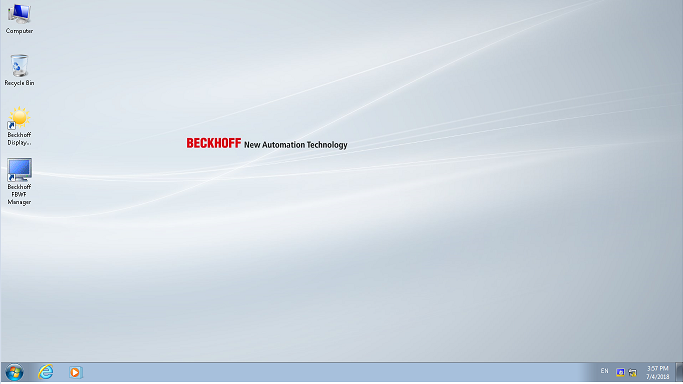 Computer
Recycle Bin
Beckhoff
Display...
Beckhoff
FBWF
Manager
BECKHOFF New Automation Technology
EN
3:57 PM
7/4/2018